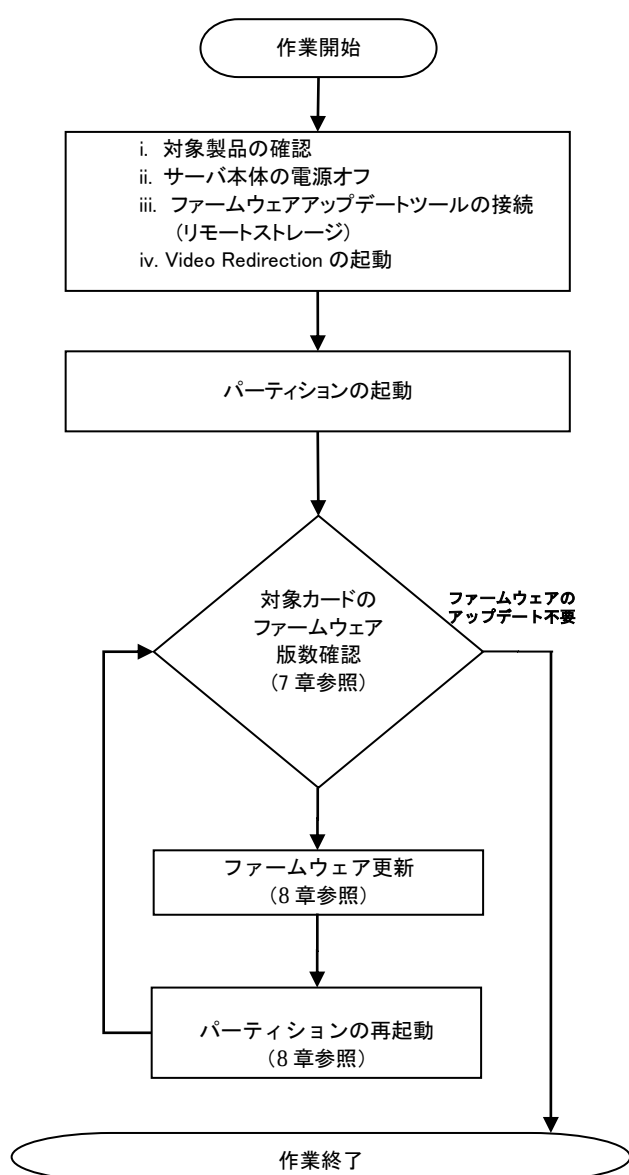 作業開始
i. 対象製品の確認
ii. サーバ本体の電源オフ
iii. ファームウェアアップデートツールの接続
(リモートストレージ)
iv. Video Redirection の起動
パーティションの起動
対象カードの
ファームウェア
版数確認
(7 章参照)
ファームウェアの
アップデート不要
ファームウェア更新
(8 章参照)
パーティションの再起動
(8 章参照)
作業終了